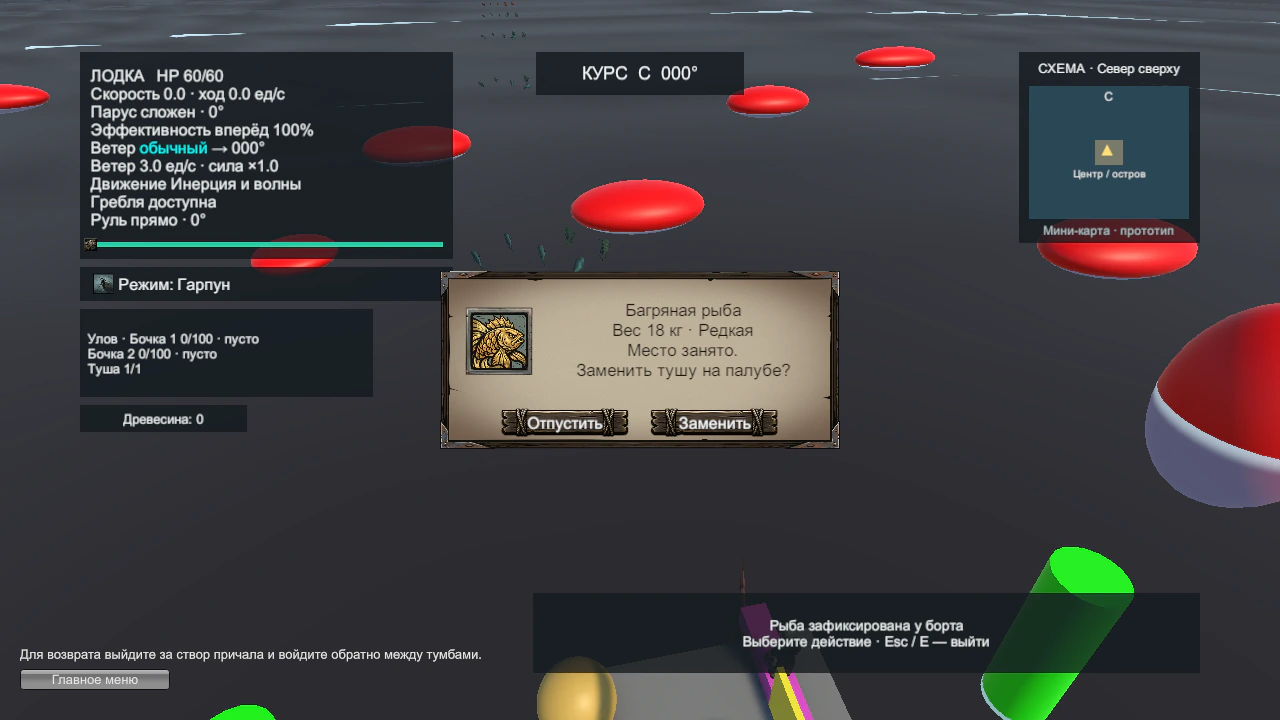 ЛОДКА HP 60/60
Скорость 0.0 · ход 0.0 ед/с
Парус сложен · 0°
Эффективность вперёд 100%
Ветер обычный → 000°
Ветер 3.0 ед/с · сила ×1.0
Движение Инерция и волны
Гребля доступна
Руль прямо · 0°
Режим: Гарпун
Улов · Бочка 1 0/100 · пусто
Бочка 2 0/100 · пусто
Туша 1/1
Древесина: 0
КУРС С 000°
СХЕМА · Север сверху
С
Центр / остров
Мини-карта · прототип
Багряная рыба
Вес 18 кг · Редкая
Место занято.
Заменить тушу на палубе?
Отпустить
Заменить
Рыба зафиксирована у борта
Выберите действие · Esc / E — выйти
Для возврата выйдите за створ причала и войдите обратно между тумбами.
Главное меню